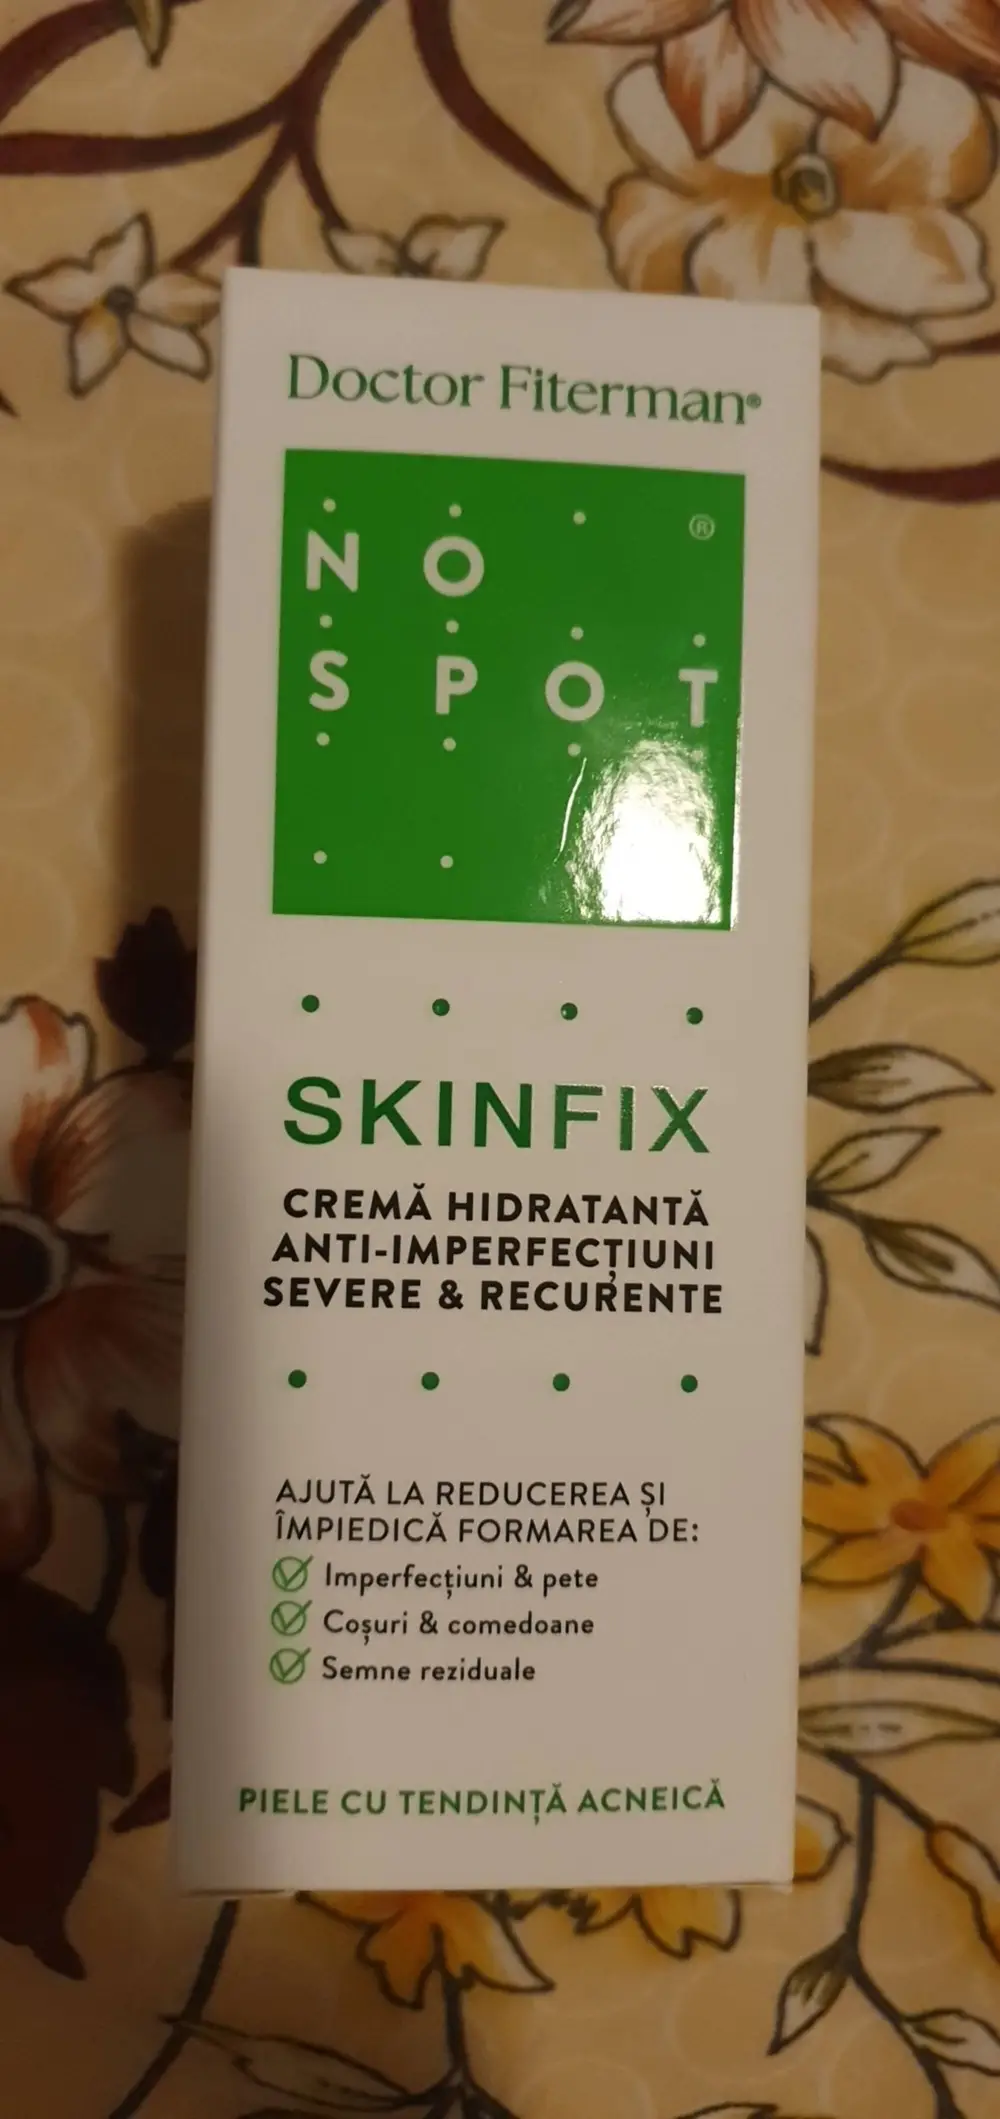 Doctor Fiterman®
NO ®
SPOT
SKINFIX
CREMĂ HIDRATANTĂ
ANTI-IMPERFECȚIUNI
SEVERE & RECURENTE
AJUTĂ LA REDUCEREA ȘI
ÎMPIEDICĂ FORMAREA DE:
Imperfecțiuni & pete
Coșuri & comedoane
Semne reziduale
PIELE CU TENDINȚĂ ACNEICĂ